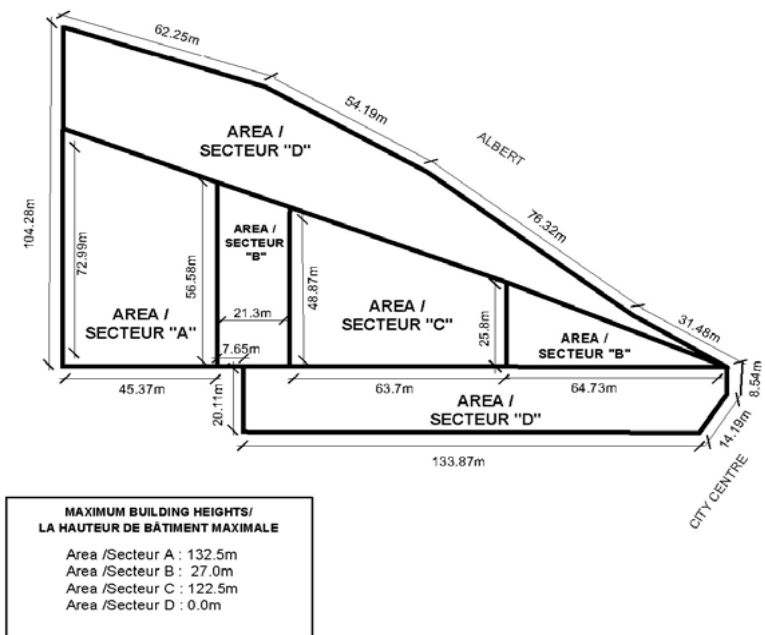 62.25m
54.19m
ALBERT
AREA /
SECTEUR "D"
76.32m
104.28m
72.99m
56.58m
AREA /
SECTEUR
"B"
48.87m
21.3m
AREA /
SECTEUR "A"
AREA /
SECTEUR "C"
25.8m
31.48m
AREA /
SECTEUR "B"
7.65m
45.37m
63.7m
64.73m
8.54m
20.11m
AREA /
SECTEUR "D"
14.19m
133.87m
CITY CENTRE
MAXIMUM BUILDING HEIGHTS/
LA HAUTEUR DE BÂTIMENT MAXIMALE
Area /Secteur A : 132.5m
Area /Secteur B : 27.0m
Area /Secteur C : 122.5m
Area /Secteur D : 0.0m